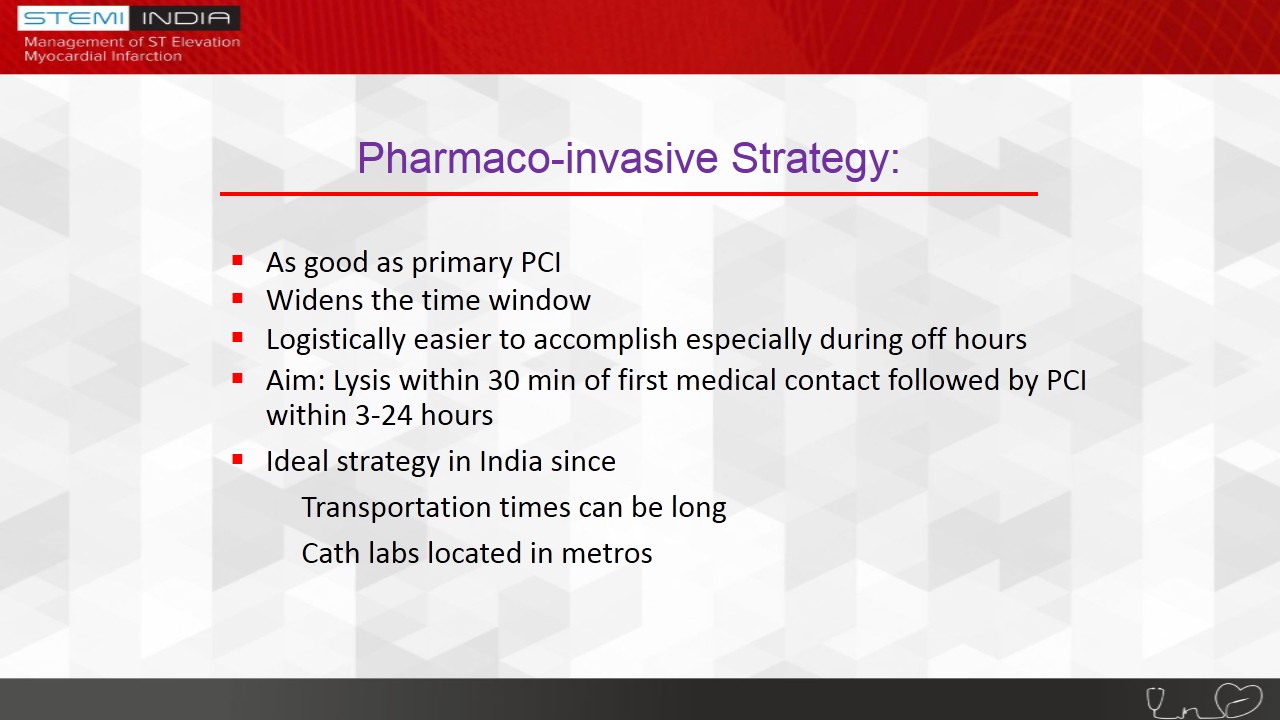 STEMI INDIA
Management of ST Elevation
Myocardial Infarction
Pharmaco-invasive Strategy:
As good as primary PCI
Widens the time window
Logistically easier to accomplish especially during off hours
Aim: Lysis within 30 min of first medical contact followed by PCI
within 3-24 hours
Ideal strategy in India since
Transportation times can be long
Cath labs located in metros